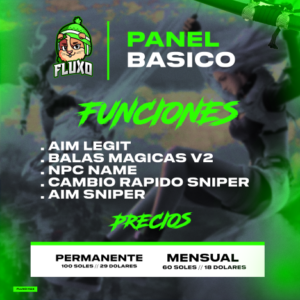 FLUXO
PANEL
BASICO
FUNCIONES
. AIM LEGIT
. BALAS MAGICAS V2
. NPC NAME
. CAMBIO RAPIDO SNIPER
. AIM SNIPER
PRECIOS
PERMANENTE
100 SOLES // 29 DOLARES
MENSUAL
60 SOLES // 18 DOLARES